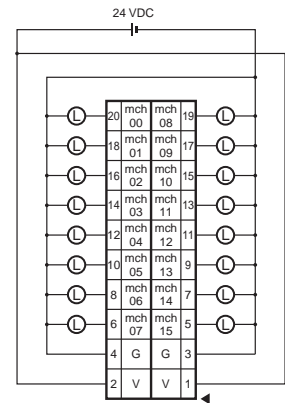 24 VDC
L 20 mch 00 mch 08 19 L
L 18 mch 01 mch 09 17 L
L 16 mch 02 mch 10 15 L
L 14 mch 03 mch 11 13 L
L 12 mch 04 mch 12 11 L
L 10 mch 05 mch 13 9 L
L 8 mch 06 mch 14 7 L
L 6 mch 07 mch 15 5 L
4 G G 3
2 V V 1